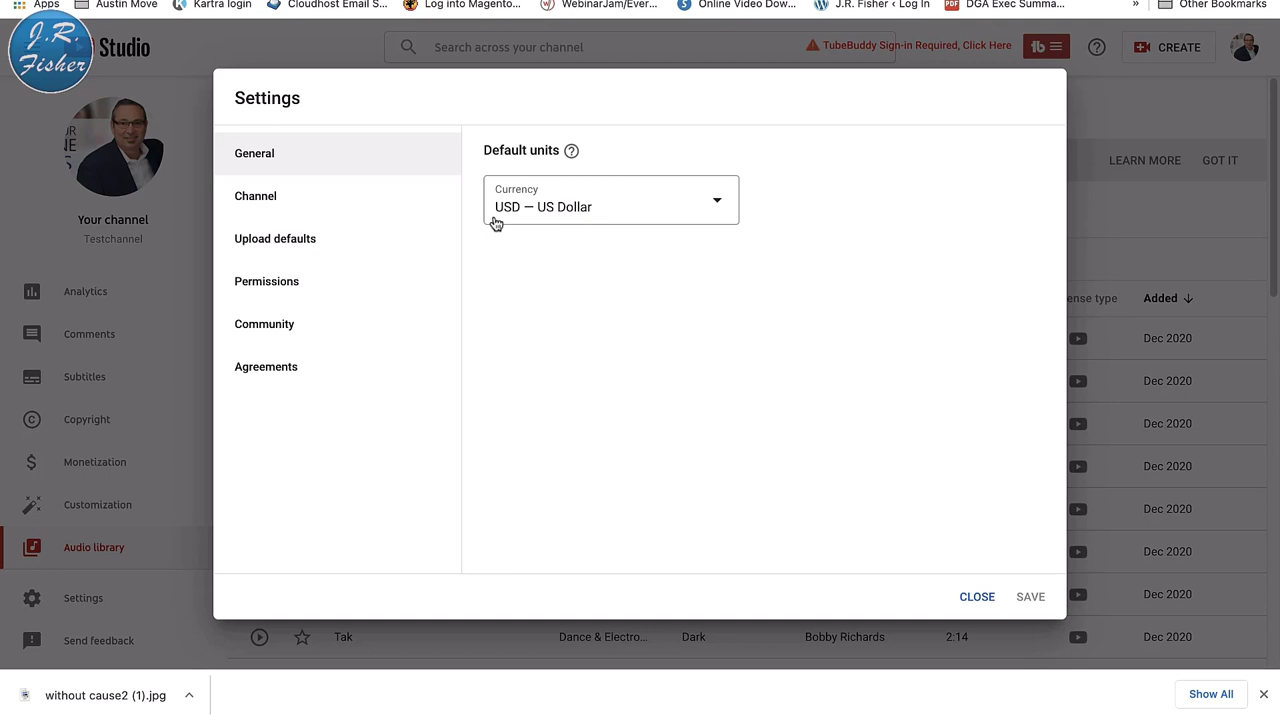 Apps
Austin Move
Kartra login
Cloudhost Email S...
Log into Magento...
WebinarJam/Ever...
Online Video Dow...
J.R. Fisher ‹ Log In
PDF
DGA Exec Summa...
»
Other Bookmarks
J.R.
Fisher
Studio
Search across your channel
TubeBuddy Sign-in Required, Click Here
tb
CREATE
Settings
General
Channel
Upload defaults
Permissions
Community
Agreements
Default units
Currency
USD — US Dollar
CLOSE
SAVE
Your channel
Testchannel
Analytics
Comments
Subtitles
Copyright
Monetization
Customization
Audio library
Settings
Send feedback
LEARN MORE
GOT IT
ense type
Added
Dec 2020
Dec 2020
Dec 2020
Dec 2020
Dec 2020
Dec 2020
Dec 2020
Tak
Dance & Electro...
Dark
Bobby Richards
2:14
Dec 2020
without cause2 (1).jpg
Show All